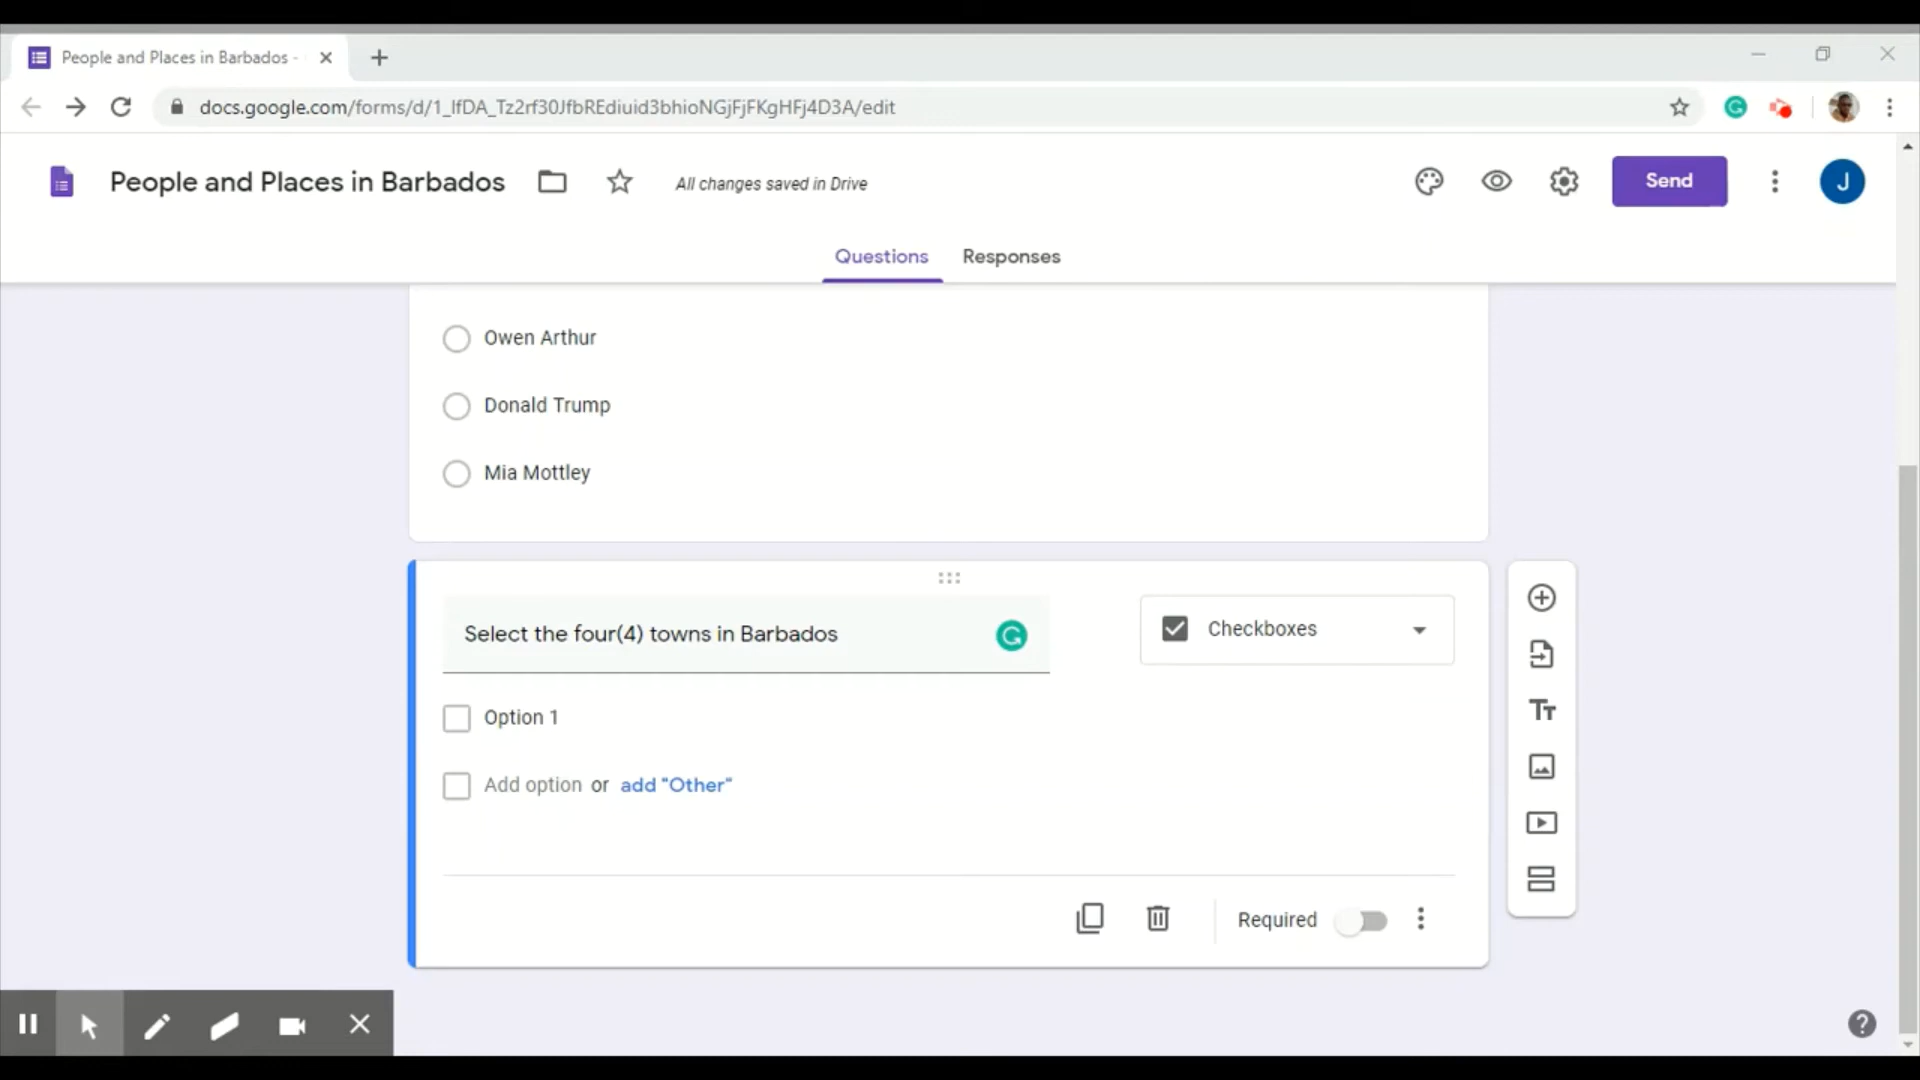 People and Places in Barbados -
docs.google.com/forms/d/1_IfDA_Tz2rf30JfbREdiuid3bhioNGjFjFKgHFj4D3A/edit
People and Places in Barbados
All changes saved in Drive
Send
J
Questions
Responses
Owen Arthur
Donald Trump
Mia Mottley
Select the four(4) towns in Barbados
Checkboxes
Option 1
Add option or add "Other"
Required